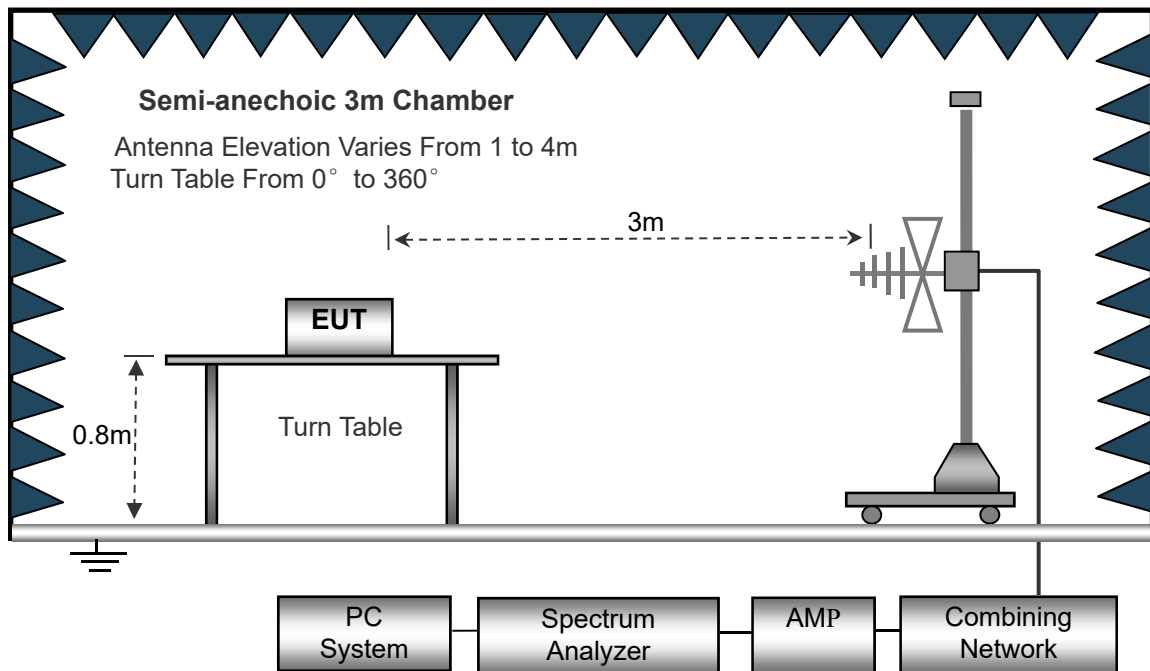 Semi-anechoic 3m Chamber
Antenna Elevation Varies From 1 to 4m
Turn Table From 0° to 360°
3m
EUT
0.8m
Turn Table
PC
System
Spectrum
Analyzer
AMP
Combining
Network